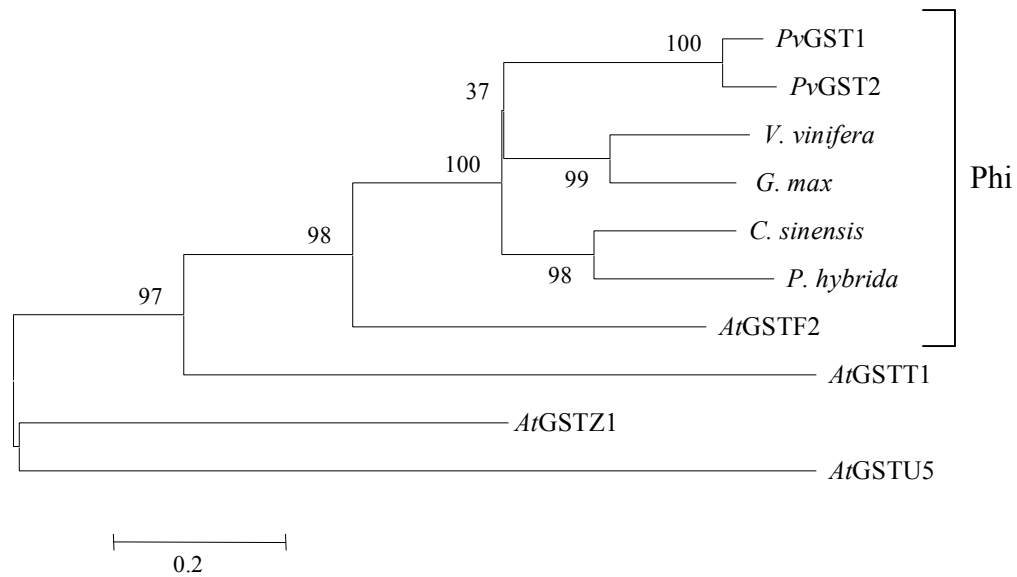 100
PvGST1
PvGST2
37
V. vinifera
100
99
G. max
Phi
C. sinensis
98
98
P. hybrida
97
AtGSTF2
AtGSTT1
AtGSTZ1
AtGSTU5
0.2